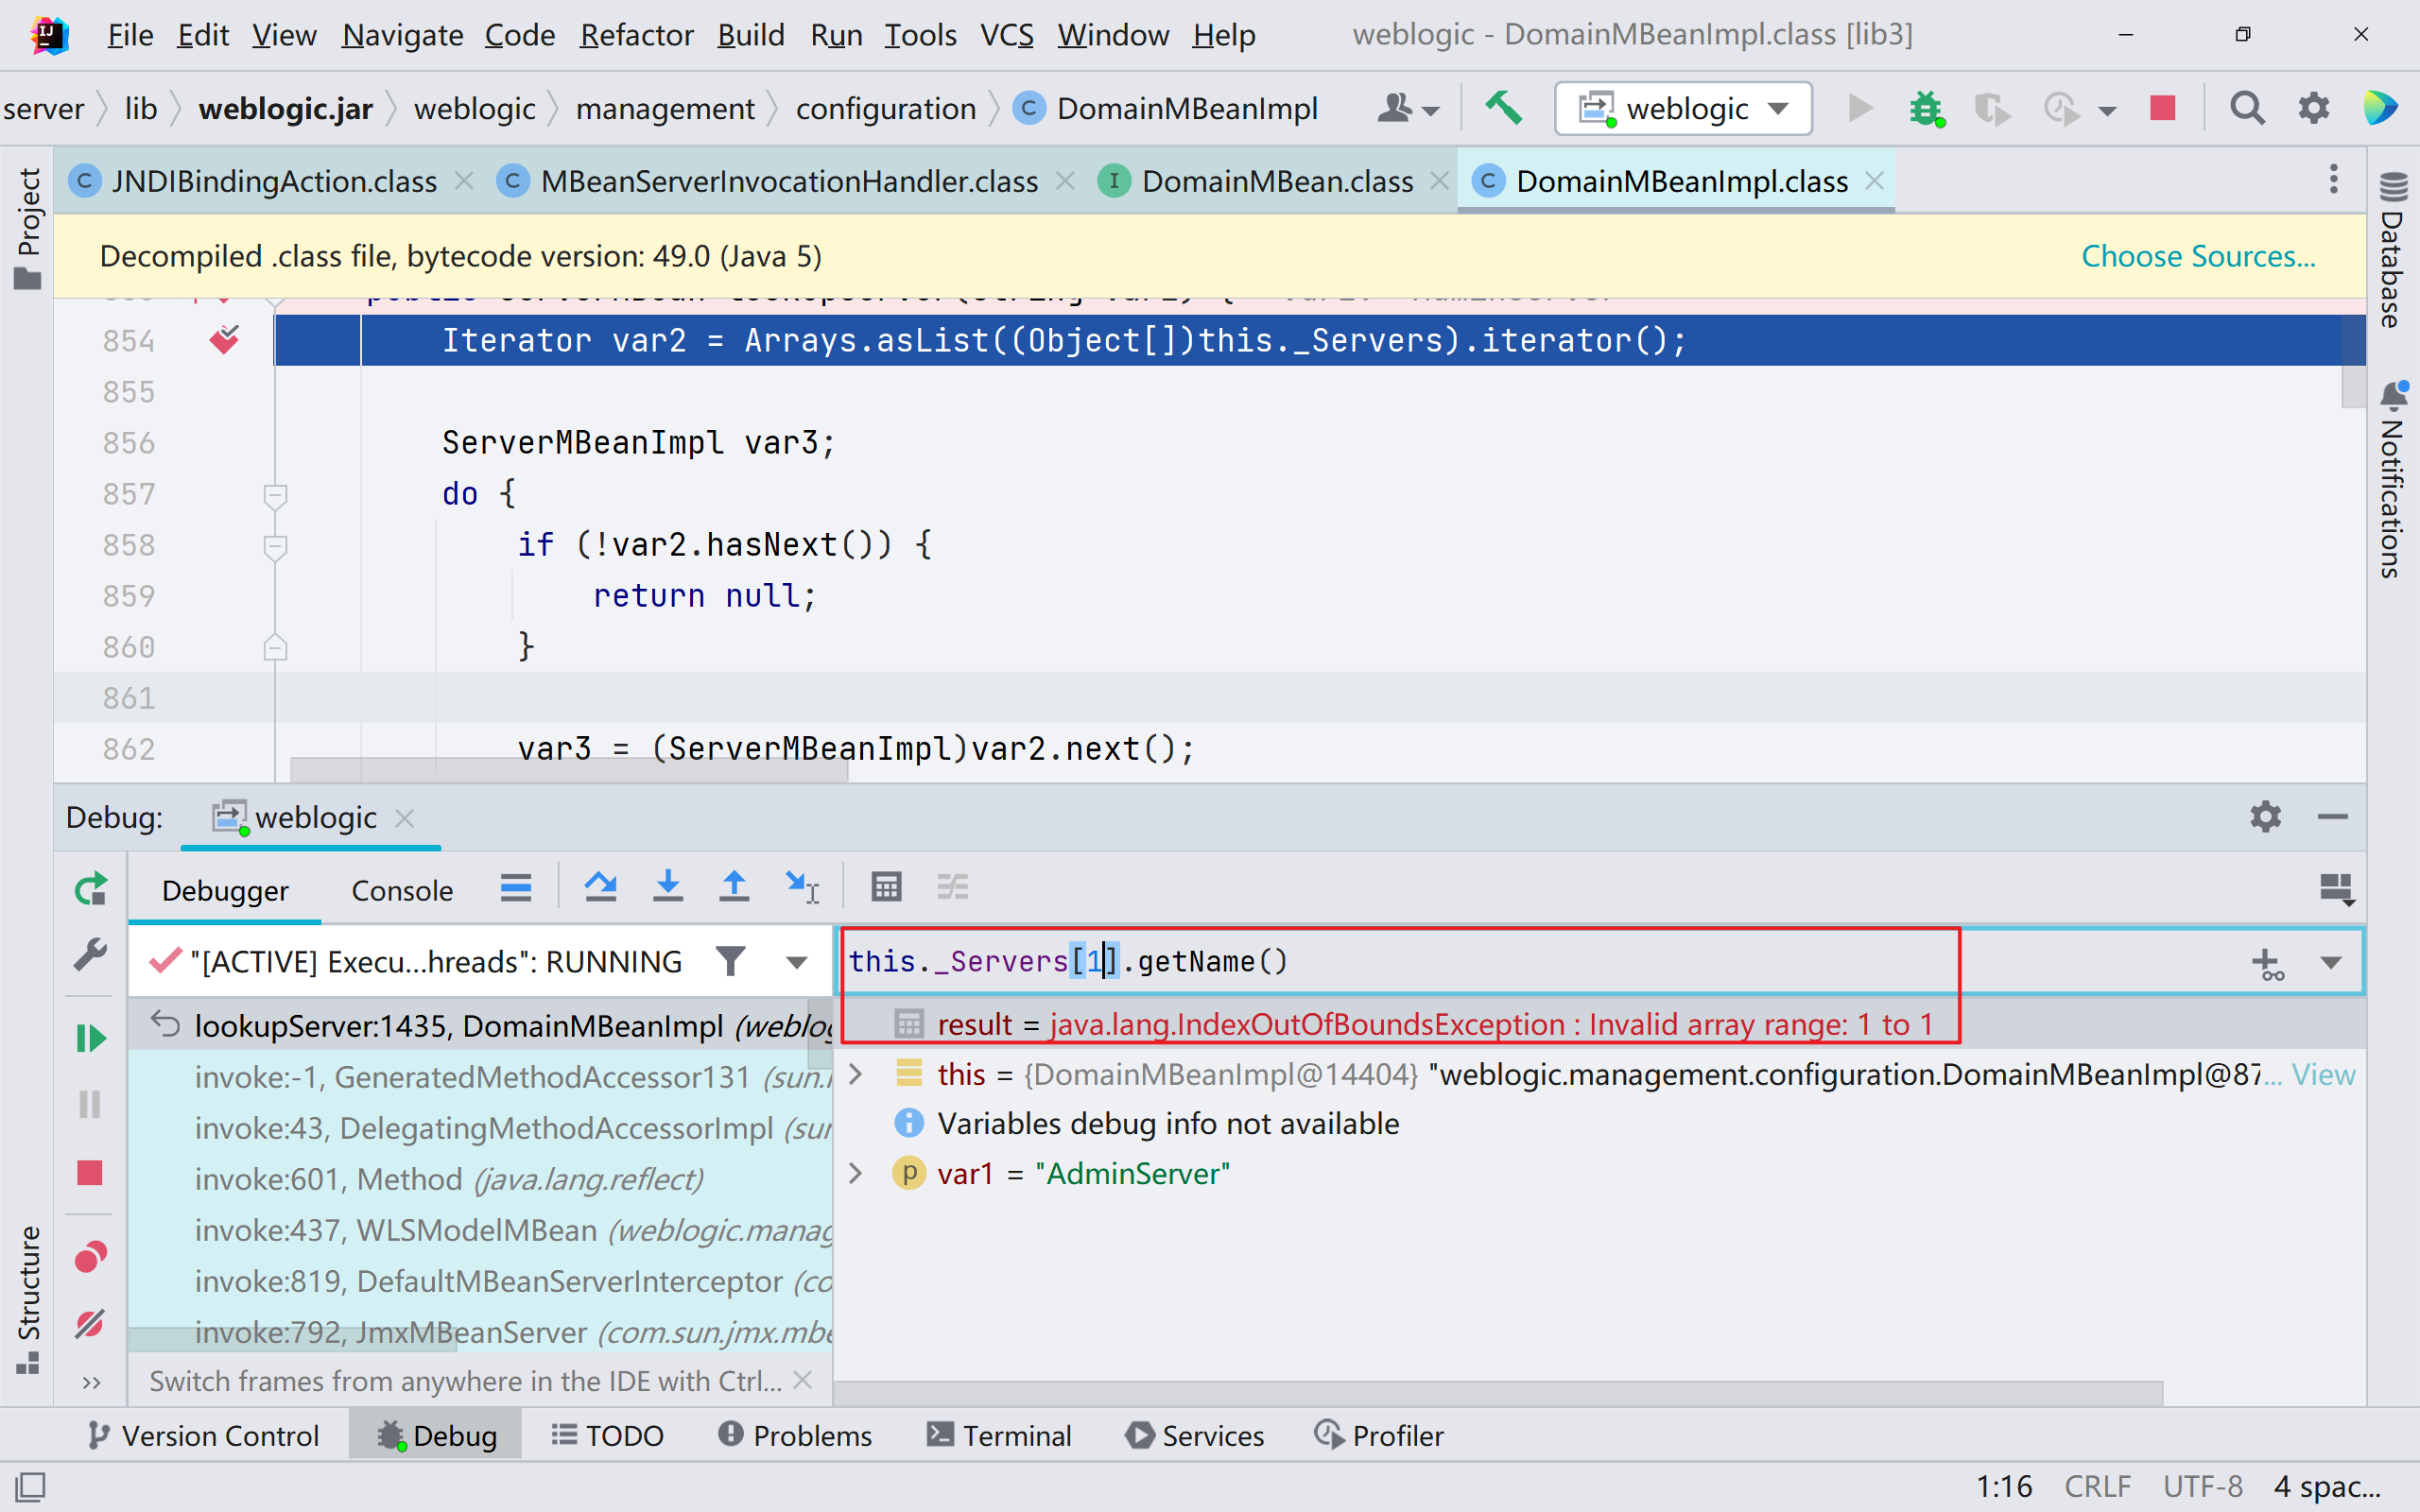 File Edit View Navigate Code Refactor Build Run Tools VCS Window Help weblogic - DomainMBeanImpl.class [lib3]
server lib weblogic.jar weblogic management configuration DomainMBeanImpl weblogic
JNDIBindingAction.class MBeanServerInvocationHandler.class DomainMBean.class DomainMBeanImpl.class
Project
Database
Notifications
Structure
Decompiled .class file, bytecode version: 49.0 (Java 5) Choose Sources...
854 Iterator var2 = Arrays.asList((Object[])this._Servers).iterator();
855
856 ServerMBeanImpl var3;
857 do {
858 if (!var2.hasNext()) {
859 return null;
860 }
861
862 var3 = (ServerMBeanImpl)var2.next();
Debug: weblogic
Debugger Console
"[ACTIVE] Execu...hreads": RUNNING
this._Servers[1].getName()
lookupServer:1435, DomainMBeanImpl (weblo
result = java.lang.IndexOutOfBoundsException : Invalid array range: 1 to 1
invoke:-1, GeneratedMethodAccessor131 (sun.r
this = {DomainMBeanImpl@14404} "weblogic.management.configuration.DomainMBeanImpl@87... View
invoke:43, DelegatingMethodAccessorImpl (sun
Variables debug info not available
invoke:601, Method (java.lang.reflect)
var1 = "AdminServer"
invoke:437, WLSModelMBean (weblogic.manag
invoke:819, DefaultMBeanServerInterceptor (co
invoke:792, JmxMBeanServer (com.sun.jmx.mbe
Switch frames from anywhere in the IDE with Ctrl...
Version Control Debug TODO Problems Terminal Services Profiler
1:16 CRLF UTF-8 4 spac...